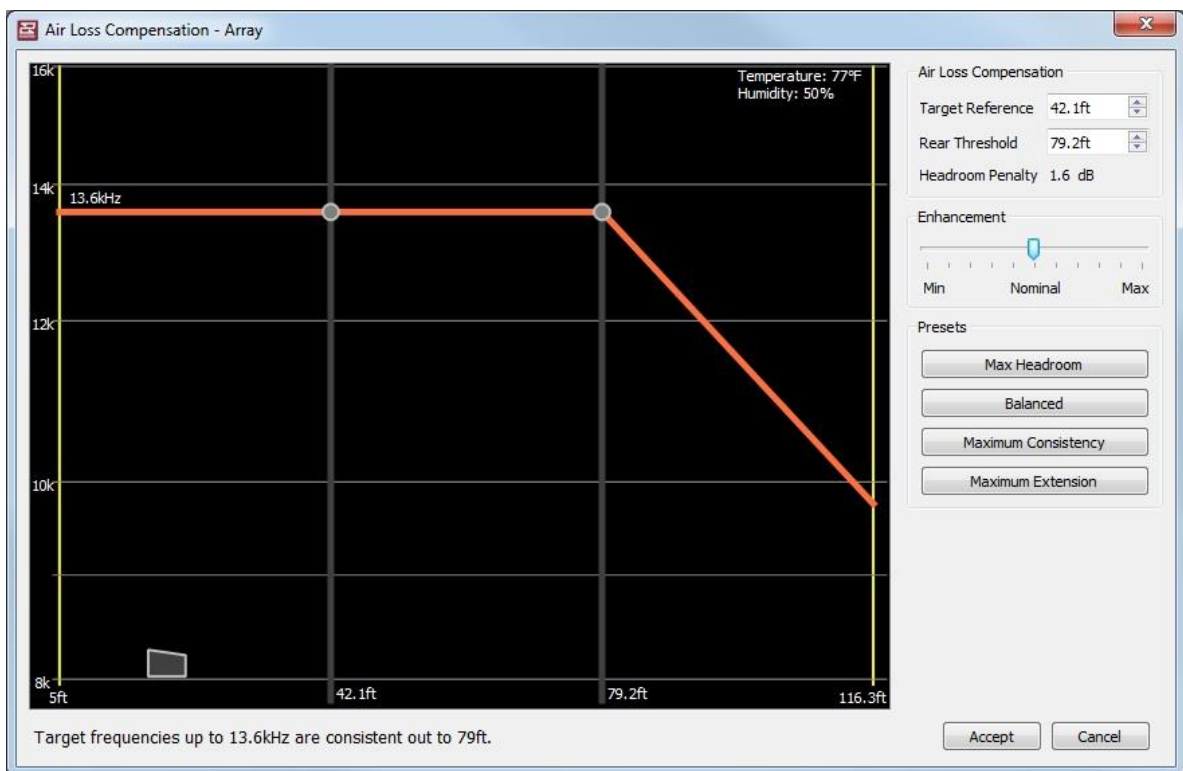 Air Loss Compensation - Array
16k
Temperature: 77°F
Humidity: 50%
14k
13.6kHz
12k
10k
8k
5ft
42.1ft
79.2ft
116.3ft
Target frequencies up to 13.6kHz are consistent out to 79ft.
Air Loss Compensation
Target Reference 42.1ft
Rear Threshold 79.2ft
Headroom Penalty 1.6 dB
Enhancement
Min Nominal Max
Presets
Max Headroom
Balanced
Maximum Consistency
Maximum Extension
Accept Cancel